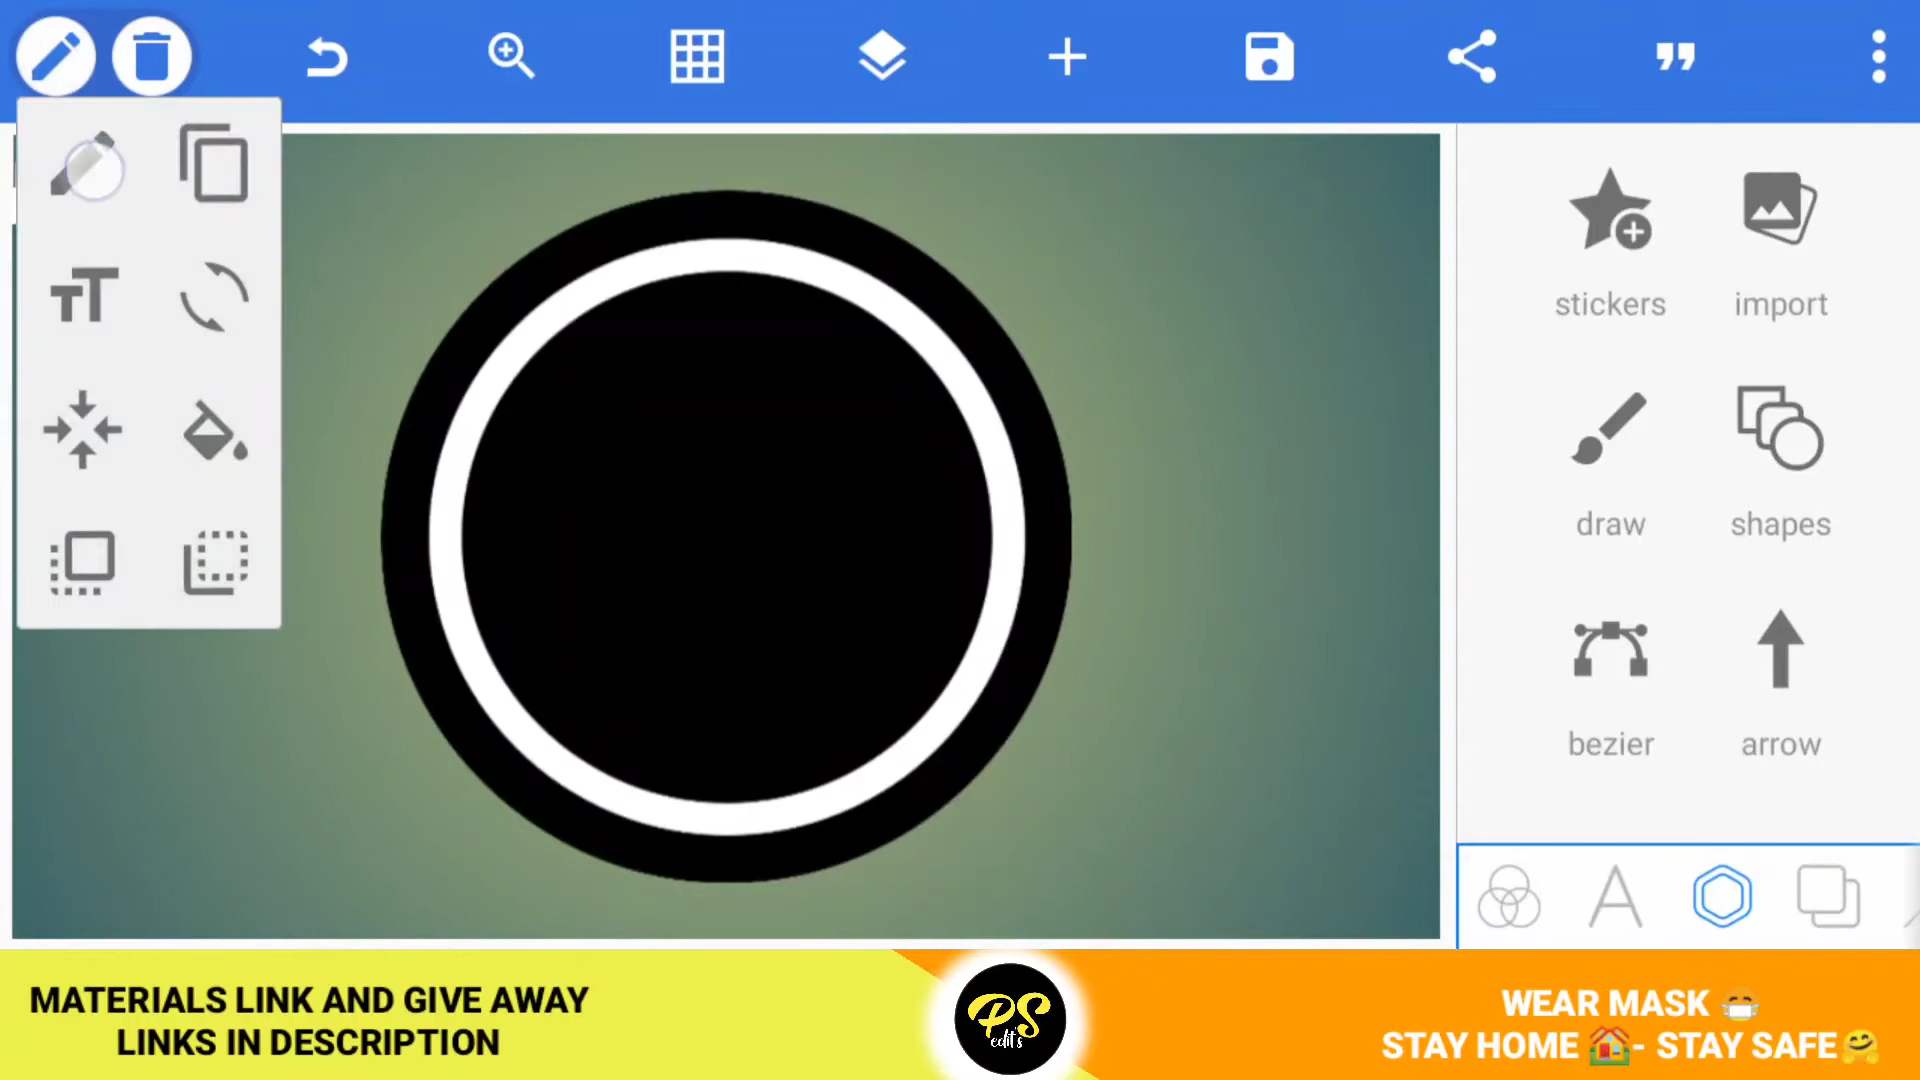 stickers import
draw shapes
bezier arrow
MATERIALS LINK AND GIVE AWAY
LINKS IN DESCRIPTION
PS
edit's
WEAR MASK 😷
STAY HOME 🏠- STAY SAFE🤗